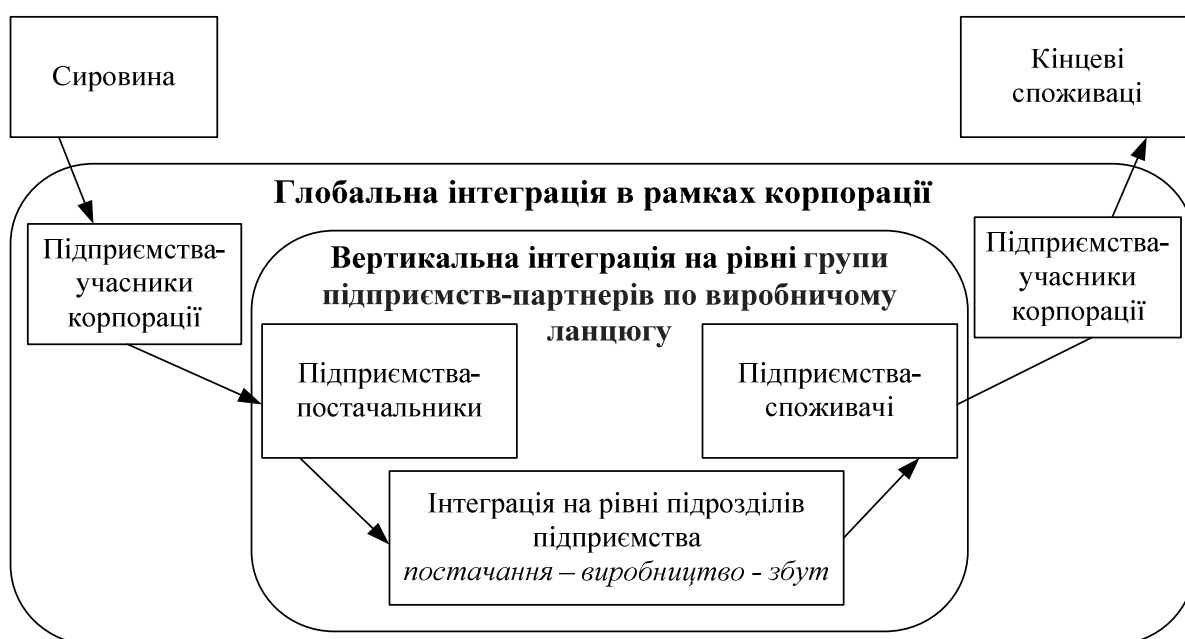 Сировина
Кінцеві
споживаці
Глобальна інтеграція в рамках корпорації
Підприємства-
учасники
корпорації
Вертикальна інтеграція на рівні групи
підприємств-партнерів по виробничому
ланцюгу
Підприємства-
учасники
корпорації
Підприємства-
постачальники
Підприємства-
споживачі
Інтеграція на рівні підрозділів
підприємства
постачання – виробництво - збут